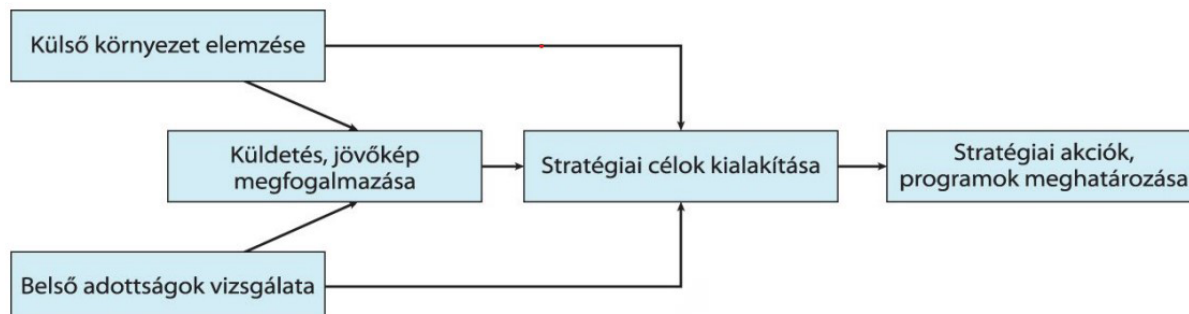 Külső környezet elemzése
Küldetés, jövőkép
megfogalmazása
Stratégiai célok kialakítása
Stratégiai akciók,
programok meghatározása
Belső adottságok vizsgálata